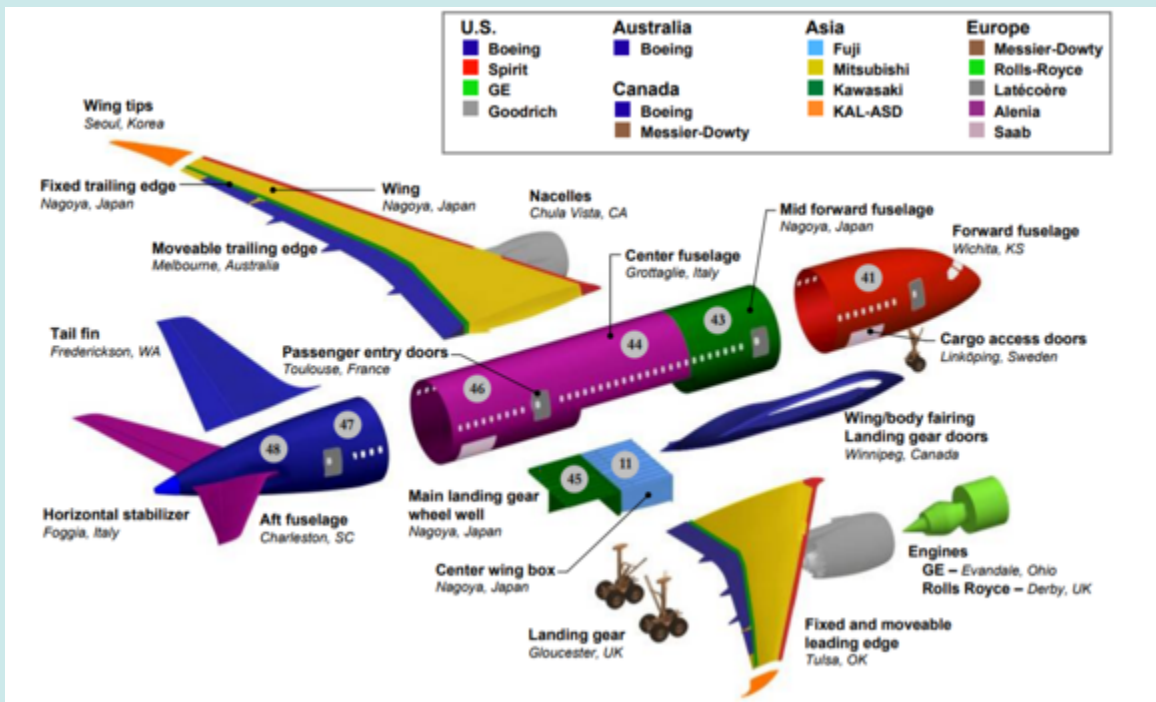 U.S.
Boeing
Spirit
GE
Goodrich
Australia
Boeing
Canada
Boeing
Messier-Dowty
Asia
Fuji
Mitsubishi
Kawasaki
KAL-ASD
Europe
Messier-Dowty
Rolls-Royce
Latécoère
Alenia
Saab
Wing tips
Seoul, Korea
Fixed trailing edge
Nagoya, Japan
Wing
Nagoya, Japan
Nacelles
Chula Vista, CA
Mid forward fuselage
Nagoya, Japan
Forward fuselage
Wichita, KS
Moveable trailing edge
Melbourne, Australia
Center fuselage
Grottaglie, Italy
41
43
44
46
Tail fin
Frederickson, WA
Passenger entry doors
Toulouse, France
Cargo access doors
Linköping, Sweden
47
48
Wing/body fairing
Landing gear doors
Winnipeg, Canada
11
45
Horizontal stabilizer
Foggia, Italy
Aft fuselage
Charleston, SC
Main landing gear
wheel well
Nagoya, Japan
Center wing box
Nagoya, Japan
Engines
GE – Evandale, Ohio
Rolls Royce – Derby, UK
Landing gear
Gloucester, UK
Fixed and moveable
leading edge
Tulsa, OK